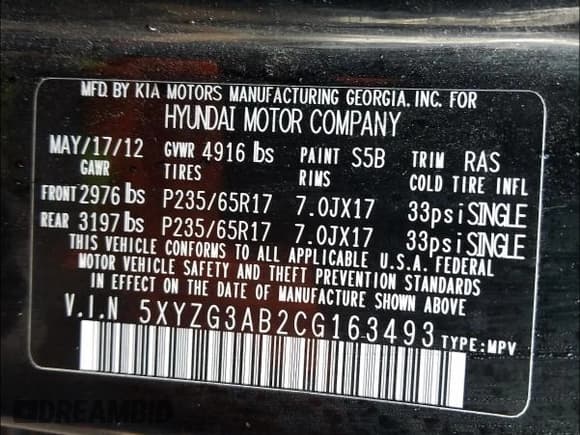 MFD. BY KIA MOTORS MANUFACTURING GEORGIA, INC. FOR
HYUNDAI MOTOR COMPANY
MAY/17/12 GVWR 4916 lbs PAINT S5B TRIM RAS
GAWR TIRES RIMS COLD TIRE INFL
FRONT 2976 lbs P235/65R17 7.0JX17 33psi SINGLE
REAR 3197 lbs P235/65R17 7.0JX17 33psi SINGLE
THIS VEHICLE CONFORMS TO ALL APPLICABLE U.S.A. FEDERAL
MOTOR VEHICLE SAFETY AND THEFT PREVENTION STANDARDS
IN EFFECT ON THE DATE OF MANUFACTURE SHOWN ABOVE
V.I.N 5XYZG3AB2CG163493 TYPE:MPV
DREAMBID